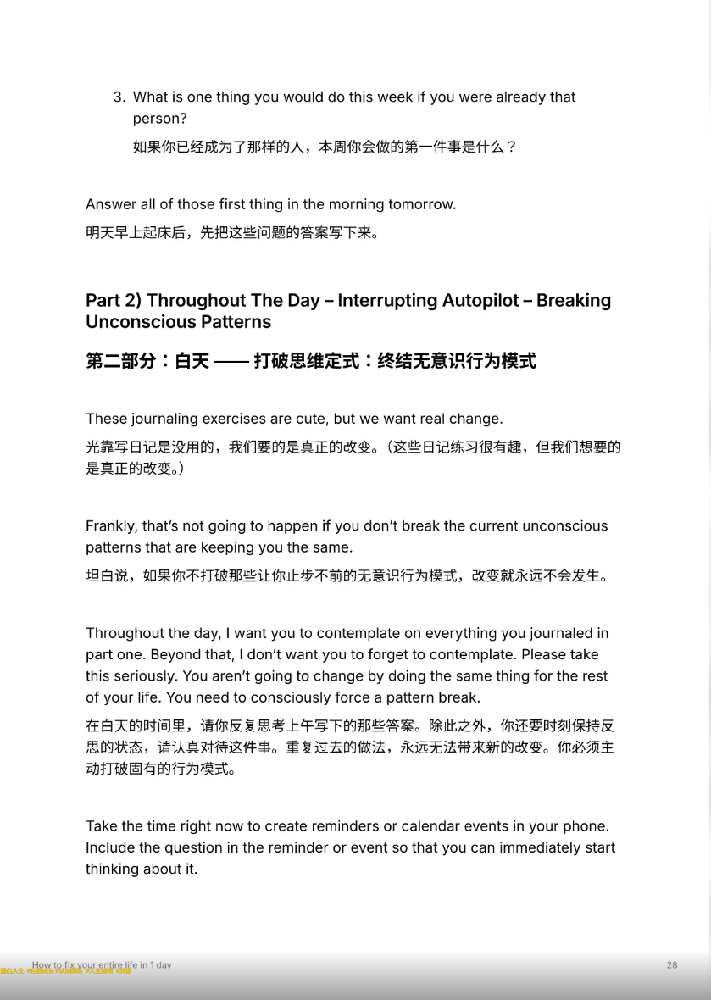 3. What is one thing you would do this week if you were already that
person?
如果你已经成为了那样的人，本周你会做的第一件事是什么？
Answer all of those first thing in the morning tomorrow.
明天早上起床后，先把这些问题的答案写下来。
Part 2) Throughout The Day – Interrupting Autopilot – Breaking
Unconscious Patterns
第二部分：白天 —— 打破思维定式：终结无意识行为模式
These journaling exercises are cute, but we want real change.
光靠写日记是没用的，我们要的是真正的改变。（这些日记练习很有趣，但我们想要的
是真正的改变。）
Frankly, that’s not going to happen if you don’t break the current unconscious
patterns that are keeping you the same.
坦白说，如果你不打破那些让你止步不前的无意识行为模式，改变就永远不会发生。
Throughout the day, I want you to contemplate on everything you journaled in
part one. Beyond that, I don’t want you to forget to contemplate. Please take
this seriously. You aren’t going to change by doing the same thing for the rest
of your life. You need to consciously force a pattern break.
在白天的时间里，请你反复思考上午写下的那些答案。除此之外，你还要时刻保持反
思的状态，请认真对待这件事。重复过去的做法，永远无法带来新的改变。你必须主
动打破固有的行为模式。
Take the time right now to create reminders or calendar events in your phone.
Include the question in the reminder or event so that you can immediately start
thinking about it.
How to fix your entire life in 1 day 28